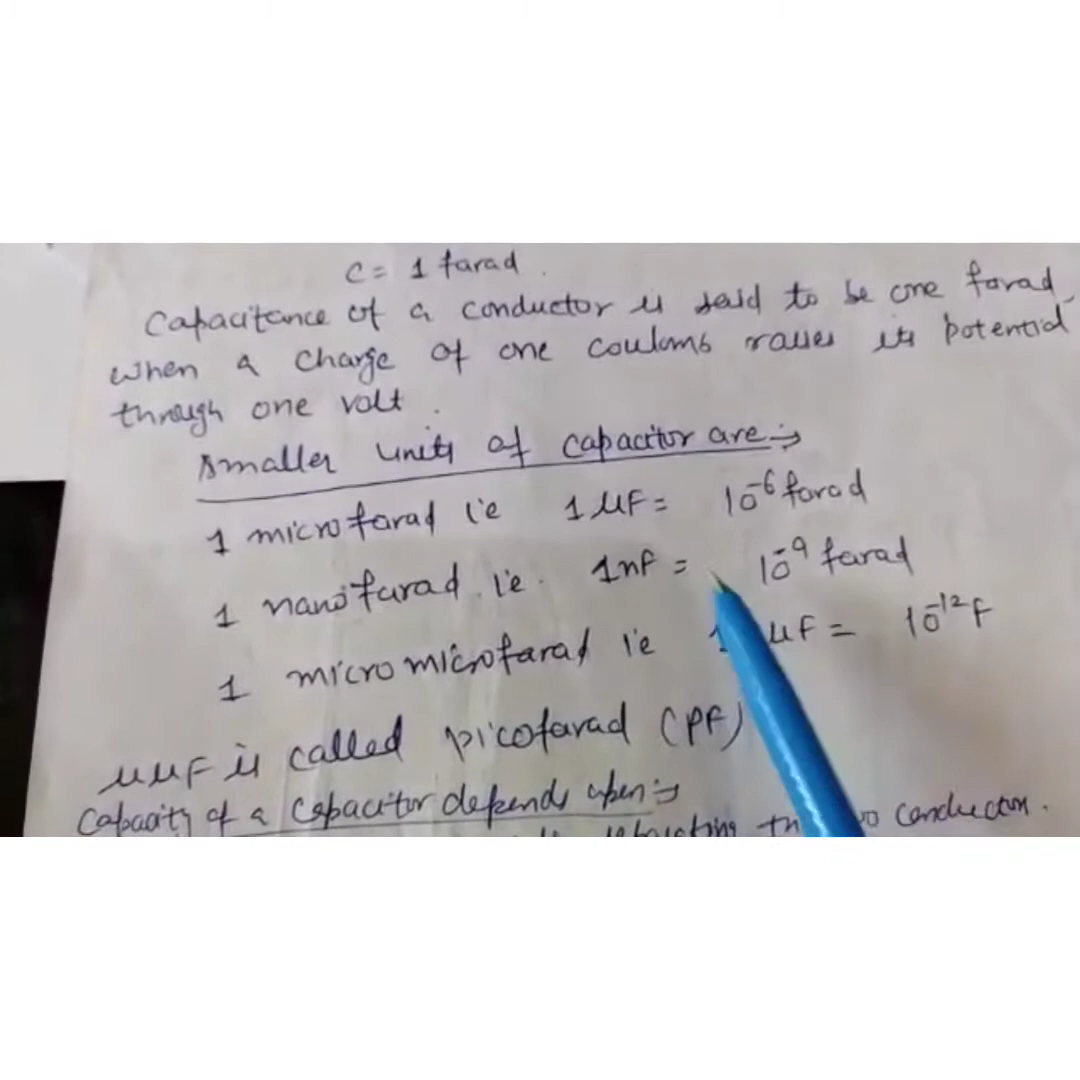 C = 1 farad.
Capacitance of a conductor is said to be one farad,
when a charge of one coulomb raises its potential
through one volt.
smaller units of capacitor are :→
1 microfarad i'e 1 μF = 10⁻⁶ farad
1 nanofarad i'e. 1nF = 10⁻⁹ farad
1 micromicrofarad i'e 1 μF = 10⁻¹² F
μμF is called picofarad (PF)
Capacity of a capacitor depends upon :→
conductors.